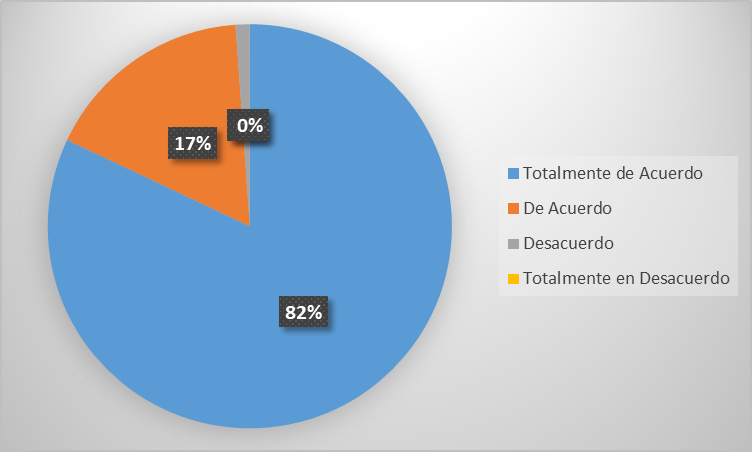 0%
17%
82%
Totalmente de Acuerdo
De Acuerdo
Desacuerdo
Totalmente en Desacuerdo